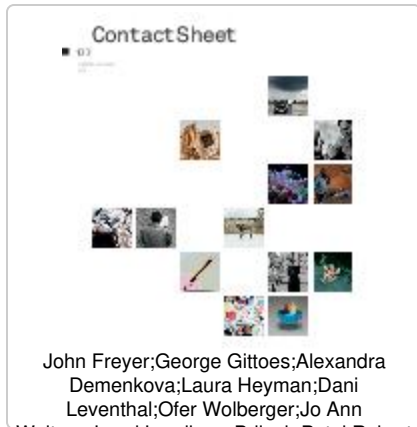 ContactSheet
John Freyer;George Gittoes;Alexandra
Demenkova;Laura Heyman;Dani
Leventhal;Ofer Wolberger;Jo Ann